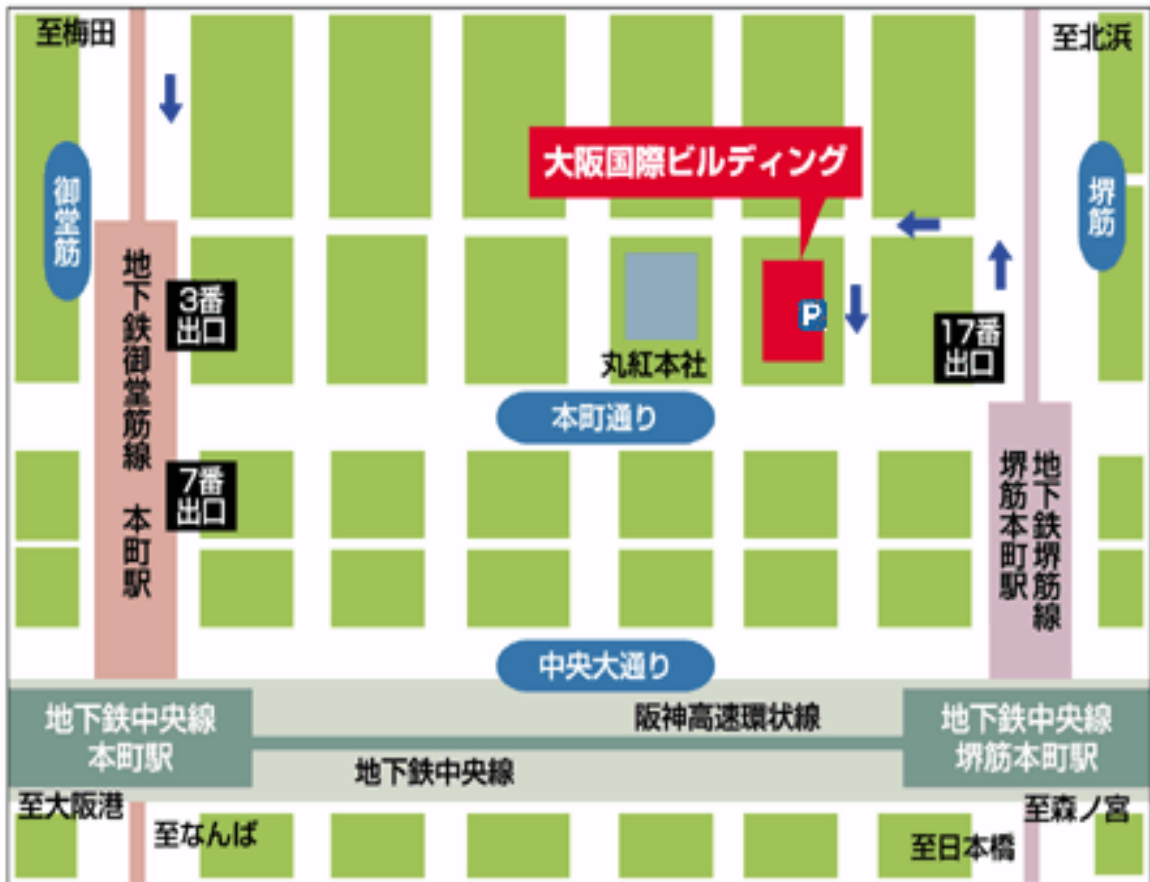 至梅田
至北浜
大阪国際ビルディング
御堂筋
堺筋
地下鉄御堂筋線 本町駅
3番
出口
17番
出口
P
丸紅本社
本町通り
7番
出口
地下鉄堺筋線
堺筋本町駅
中央大通り
地下鉄中央線
本町駅
阪神高速環状線
地下鉄中央線
地下鉄中央線
堺筋本町駅
至大阪港
至なんば
至森ノ宮
至日本橋